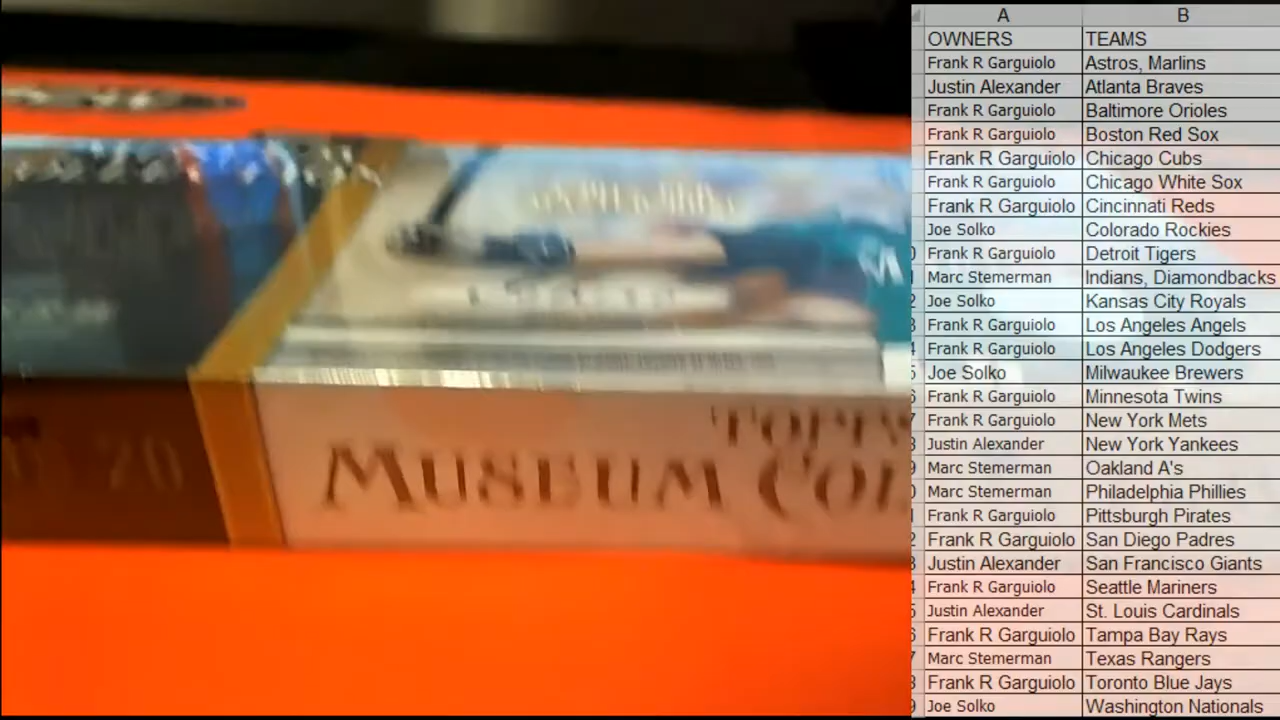 A B
OWNERS TEAMS
Frank R Garguiolo Astros, Marlins
Justin Alexander Atlanta Braves
Frank R Garguiolo Baltimore Orioles
Frank R Garguiolo Boston Red Sox
Frank R Garguiolo Chicago Cubs
Frank R Garguiolo Chicago White Sox
Frank R Garguiolo Cincinnati Reds
Joe Solko Colorado Rockies
Frank R Garguiolo Detroit Tigers
Marc Stemerman Indians, Diamondbacks
Joe Solko Kansas City Royals
Frank R Garguiolo Los Angeles Angels
Frank R Garguiolo Los Angeles Dodgers
Joe Solko Milwaukee Brewers
Frank R Garguiolo Minnesota Twins
Frank R Garguiolo New York Mets
Justin Alexander New York Yankees
Marc Stemerman Oakland A's
Marc Stemerman Philadelphia Phillies
Frank R Garguiolo Pittsburgh Pirates
Frank R Garguiolo San Diego Padres
Justin Alexander San Francisco Giants
Frank R Garguiolo Seattle Mariners
Justin Alexander St. Louis Cardinals
Frank R Garguiolo Tampa Bay Rays
Marc Stemerman Texas Rangers
Frank R Garguiolo Toronto Blue Jays
Joe Solko Washington Nationals
TOPPS
MUSEUM COL
20